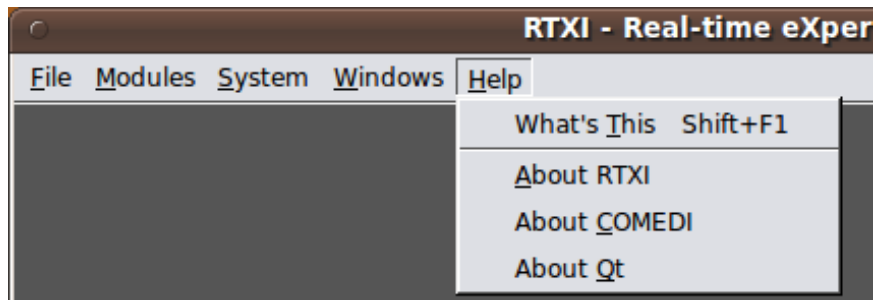 RTXI - Real-time eXper
File Modules System Windows Help
What's This Shift+F1
About RTXI
About COMEDI
About Qt